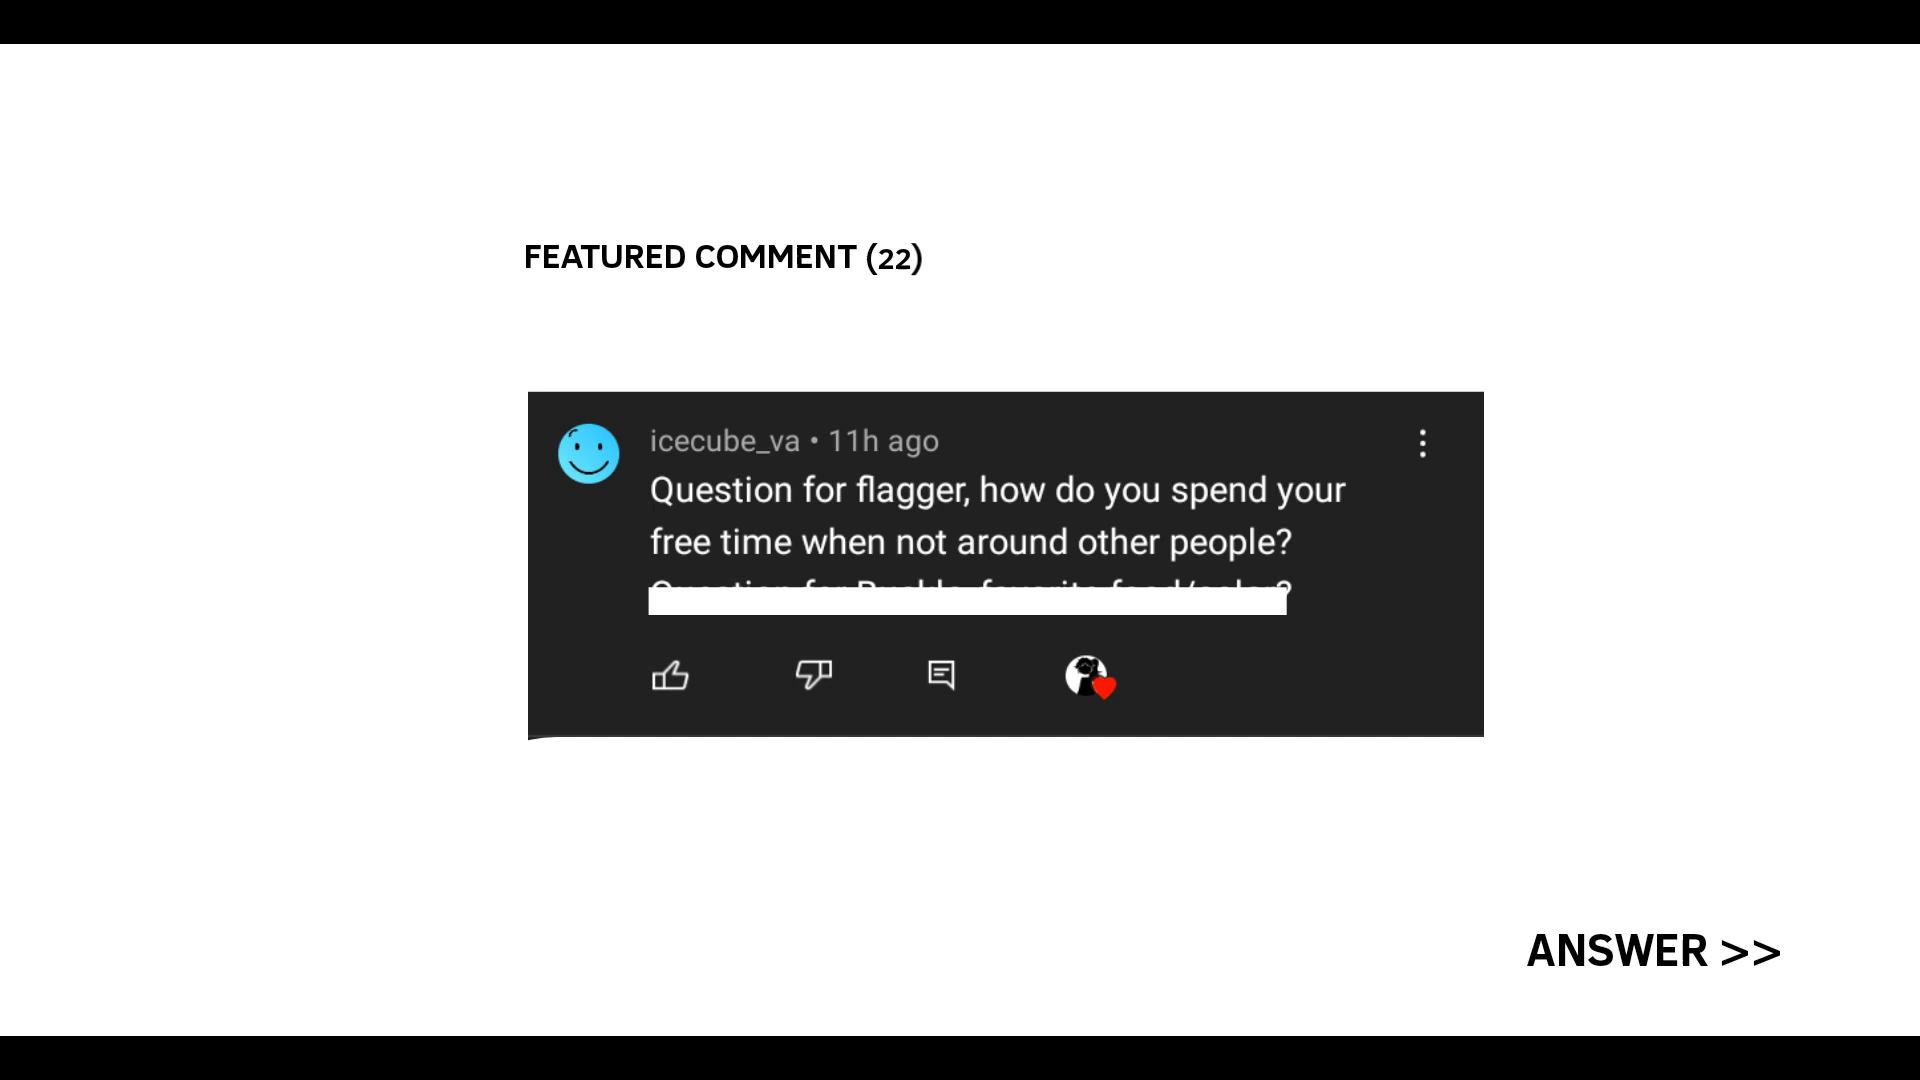 FEATURED COMMENT (22)
icecube_va • 11h ago
Question for flagger, how do you spend your
free time when not around other people?
ANSWER >>